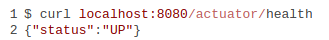 1 $ curl localhost:8080/actuator/health
2 {"status":"UP"}